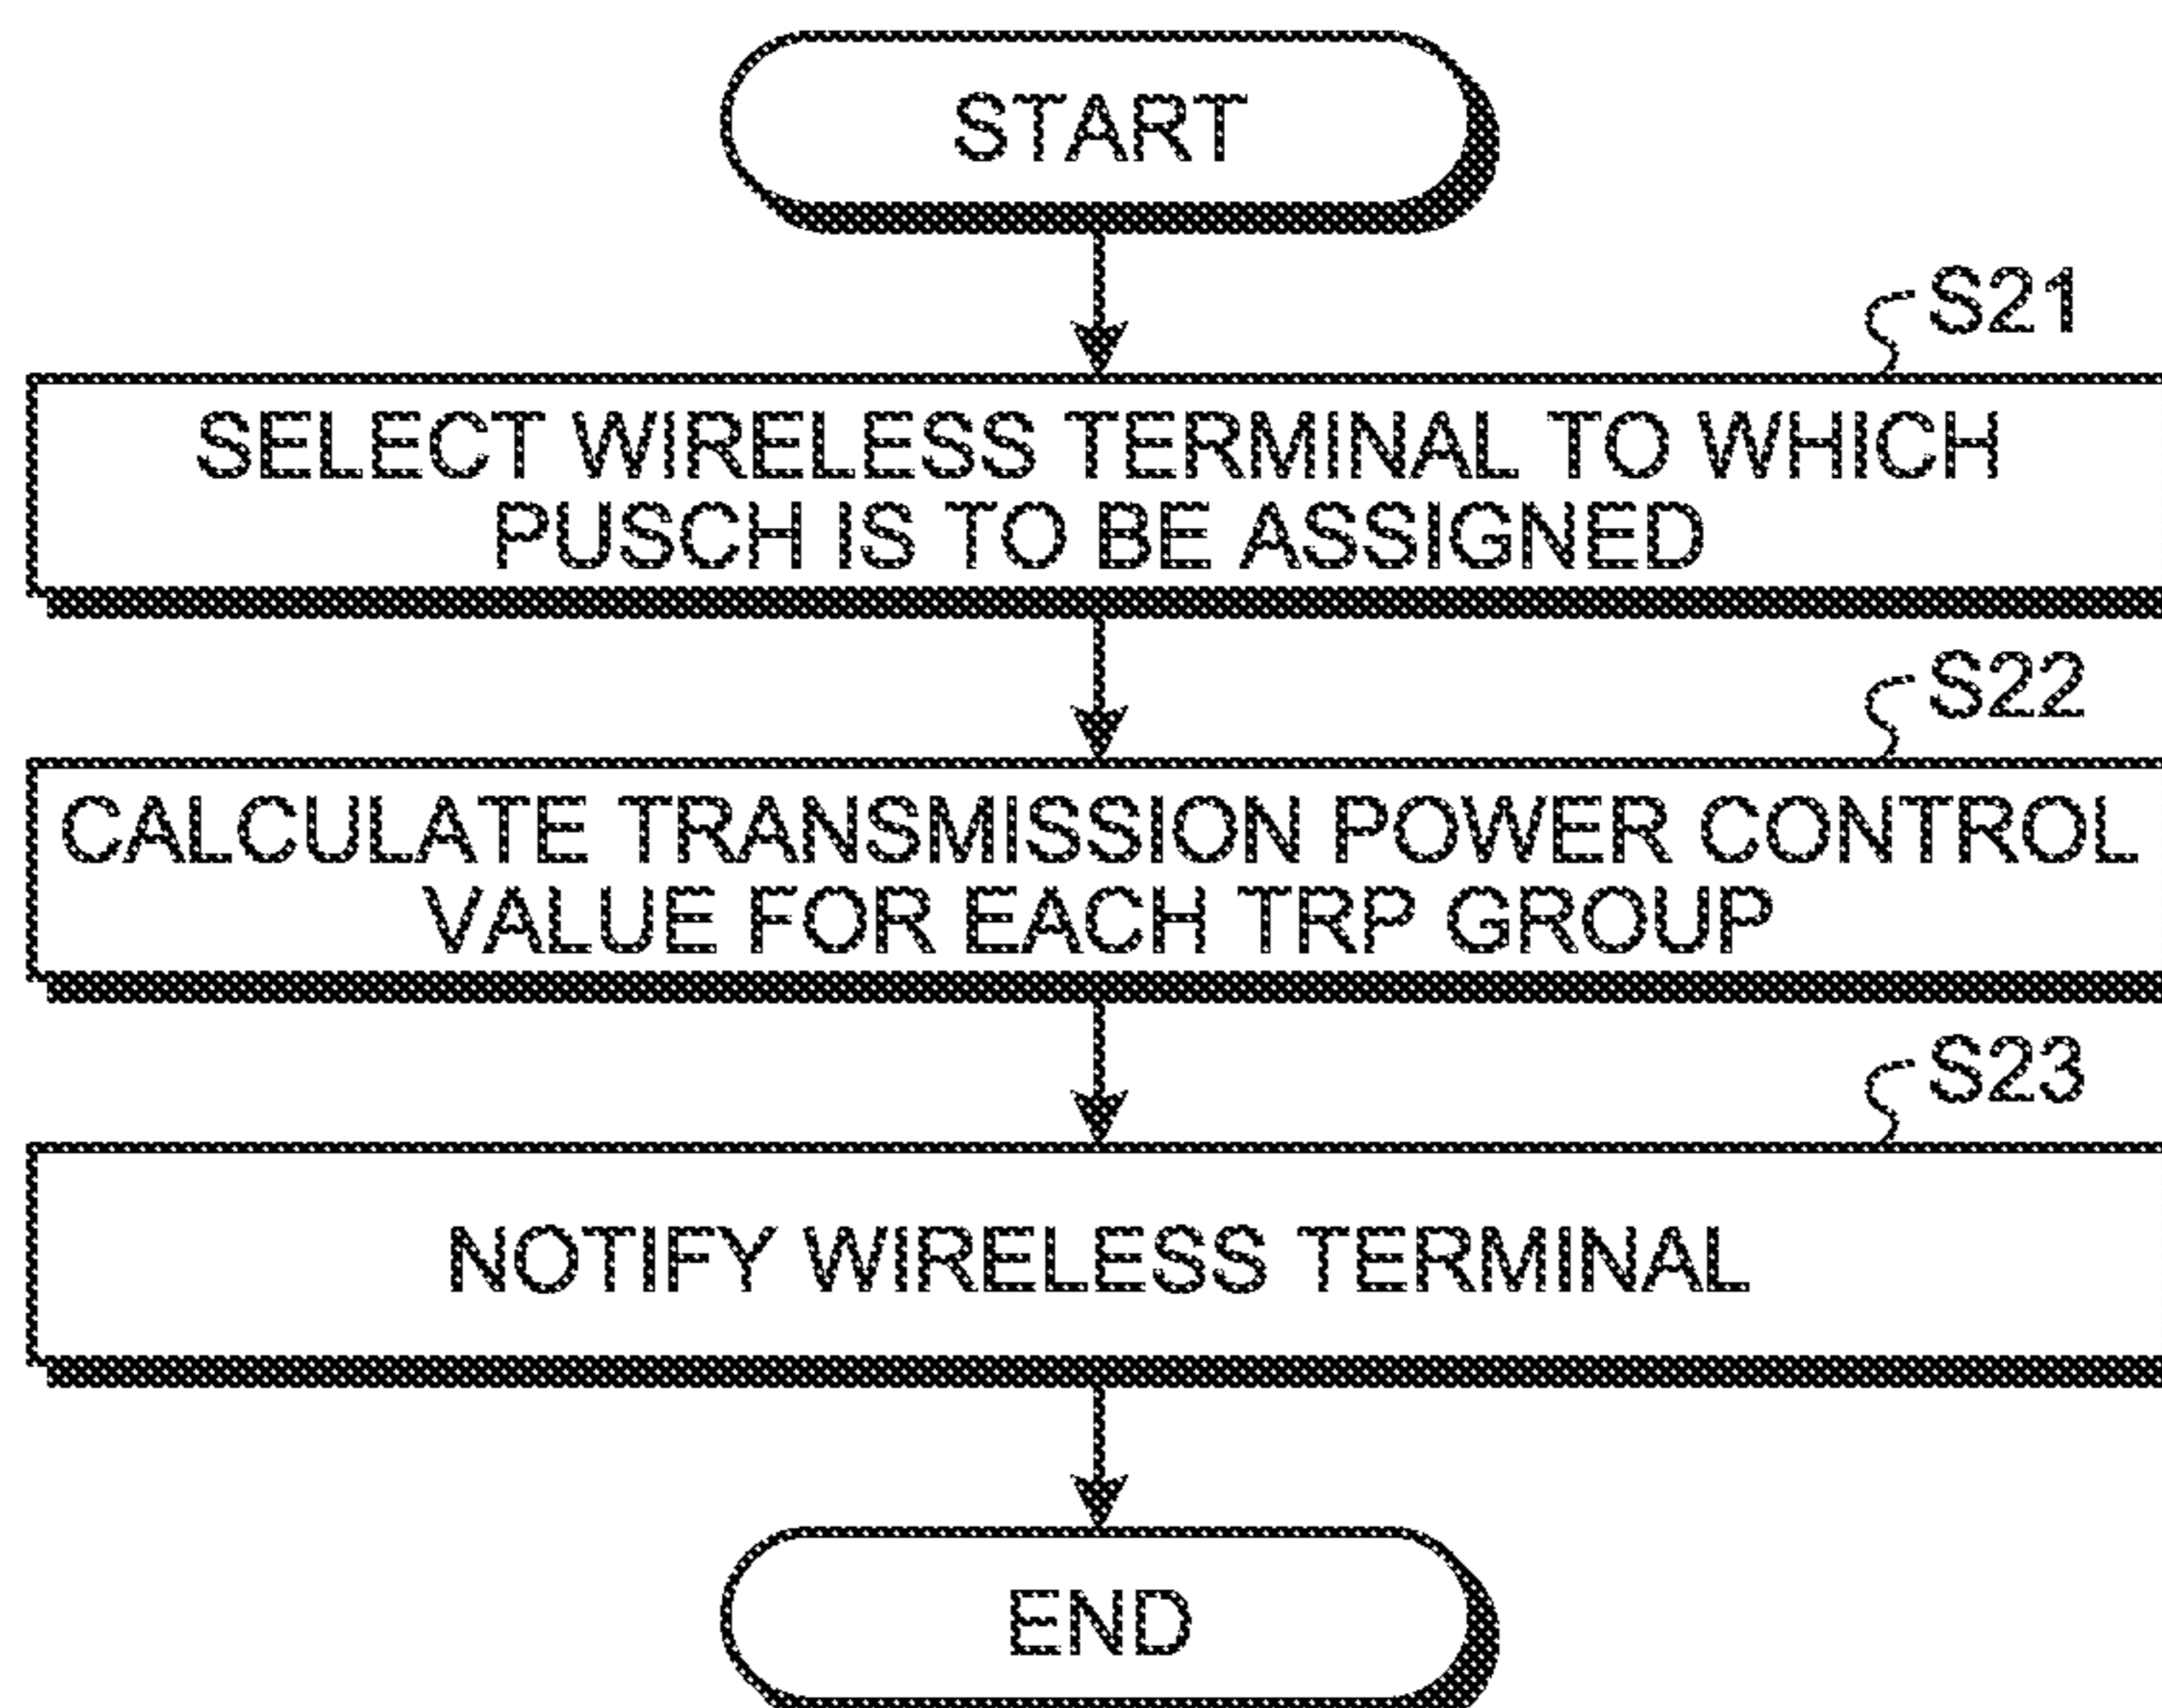 START
S21
SELECT WIRELESS TERMINAL TO WHICH
PUSCH IS TO BE ASSIGNED
S22
CALCULATE TRANSMISSION POWER CONTROL
VALUE FOR EACH TRP GROUP
S23
NOTIFY WIRELESS TERMINAL
END